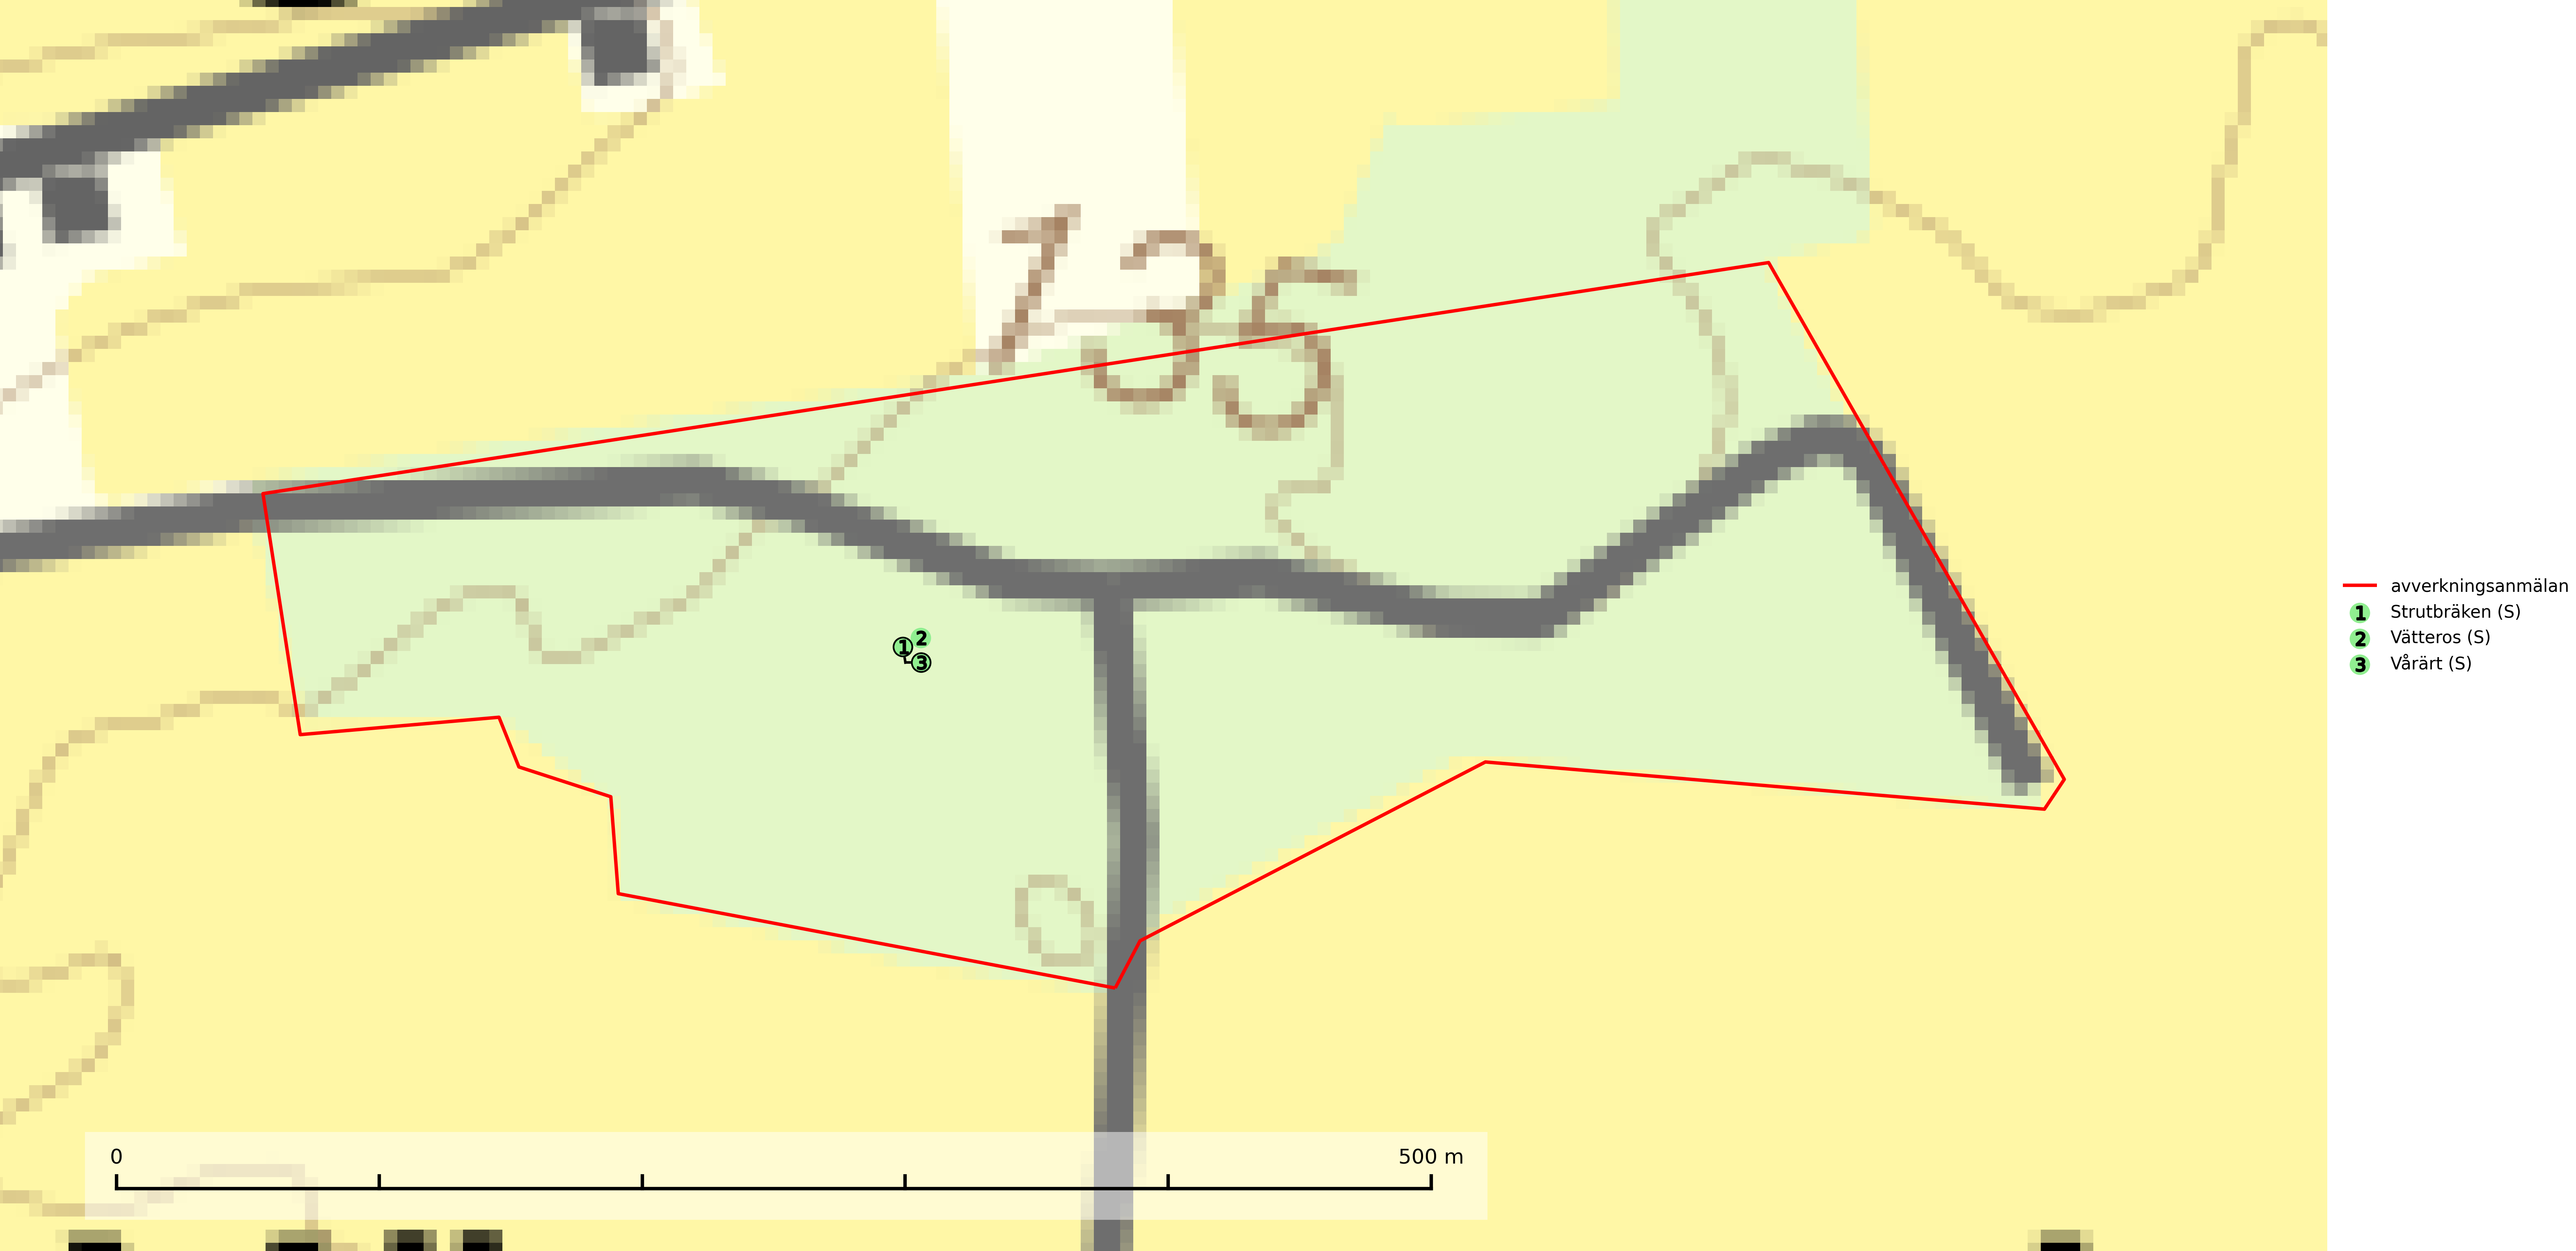 135
avverkningsanmälan
1 Strutbräken (S)
2 Vätteros (S)
3 Vårärt (S)
2
1
3
0 500 m